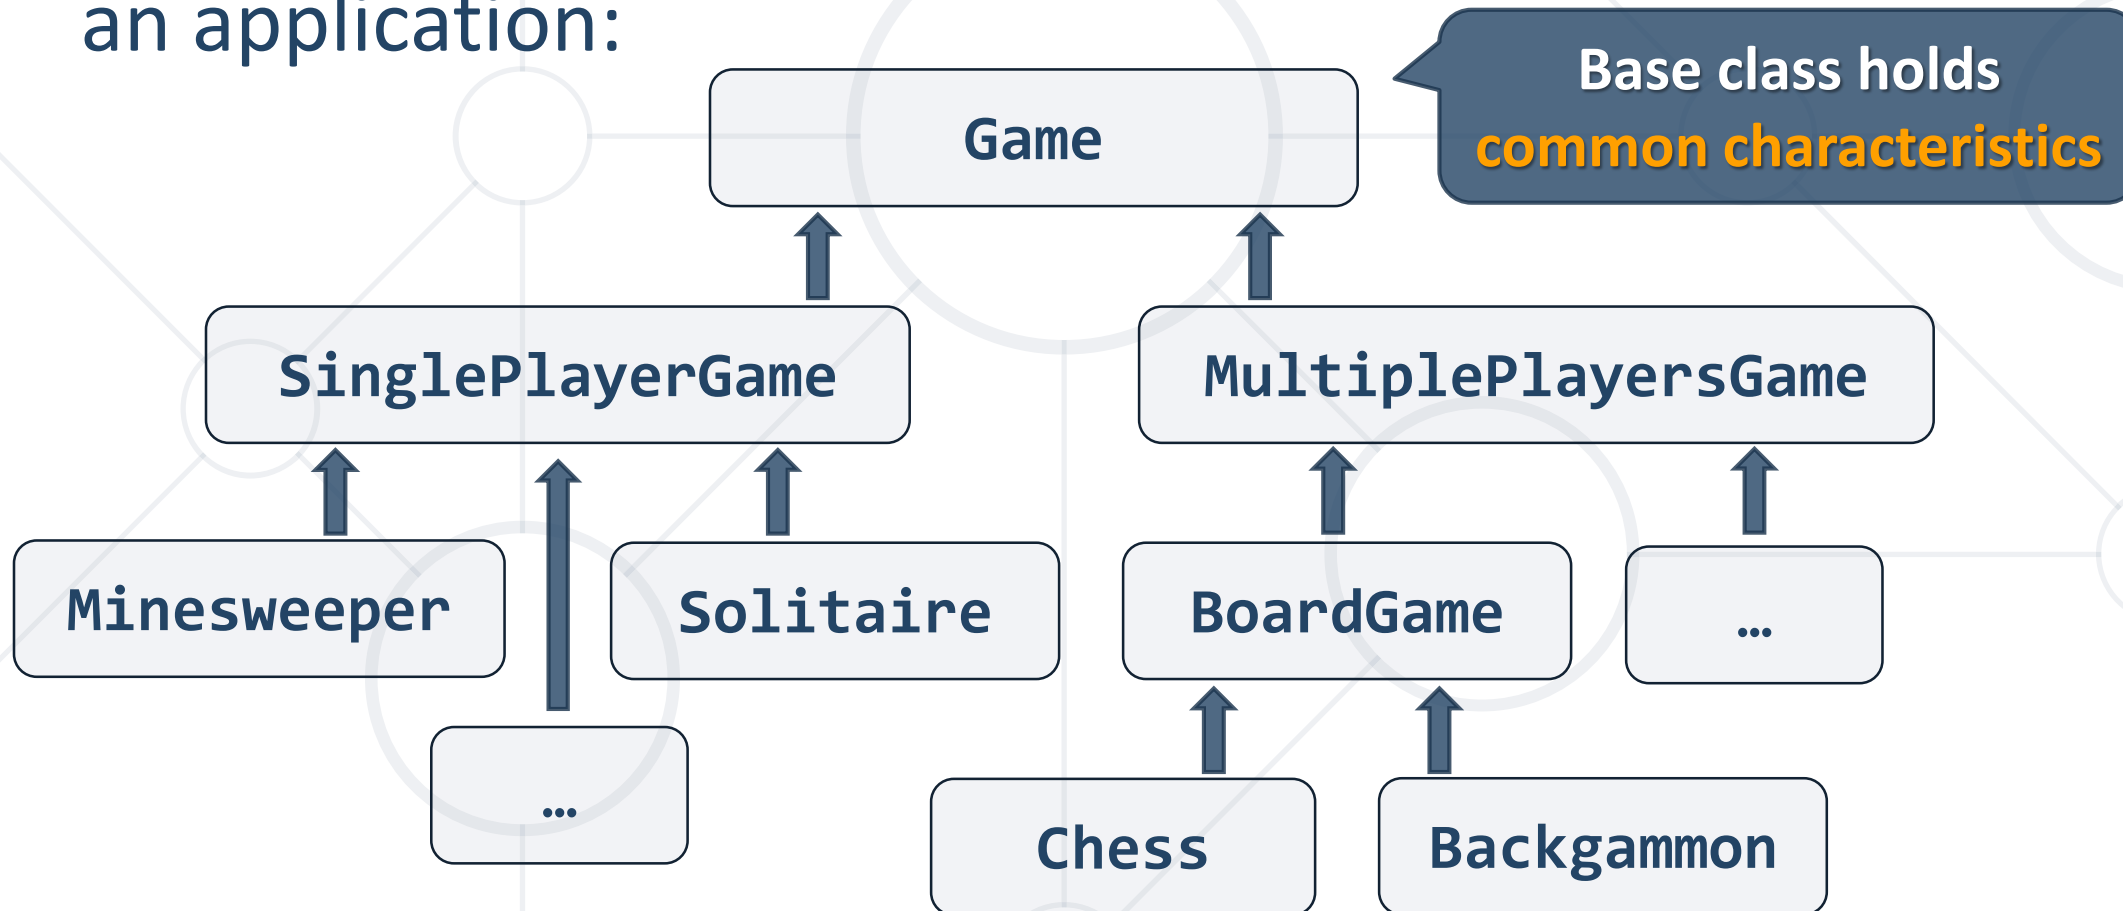 an application:
Base class holds
common characteristics
Game
SinglePlayerGame
MultiplePlayersGame
Minesweeper
Solitaire
BoardGame
…
…
Chess
Backgammon